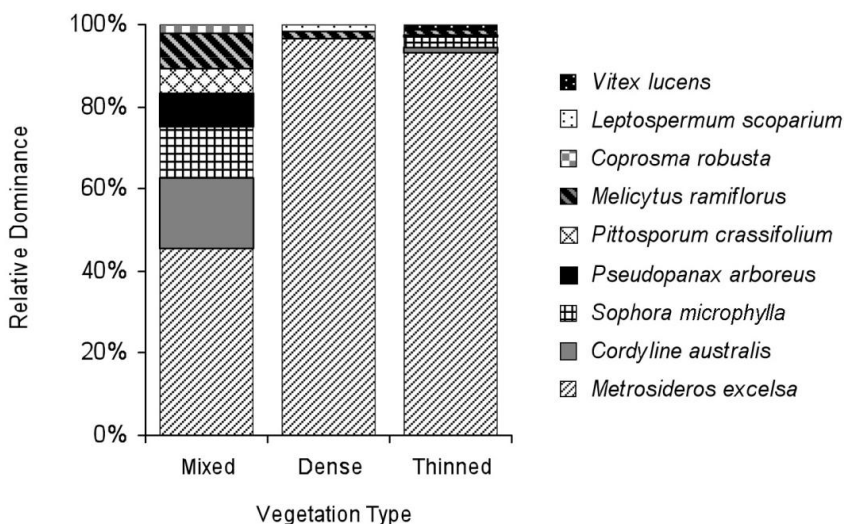 100%
80%
60%
40%
20%
0%
Relative Dominance
Mixed Dense Thinned
Vegetation Type
Vitex lucens
Leptospermum scoparium
Coprosma robusta
Melicytus ramiflorus
Pittosporum crassifolium
Pseudopanax arboreus
Sophora microphylla
Cordyline australis
Metrosideros excelsa